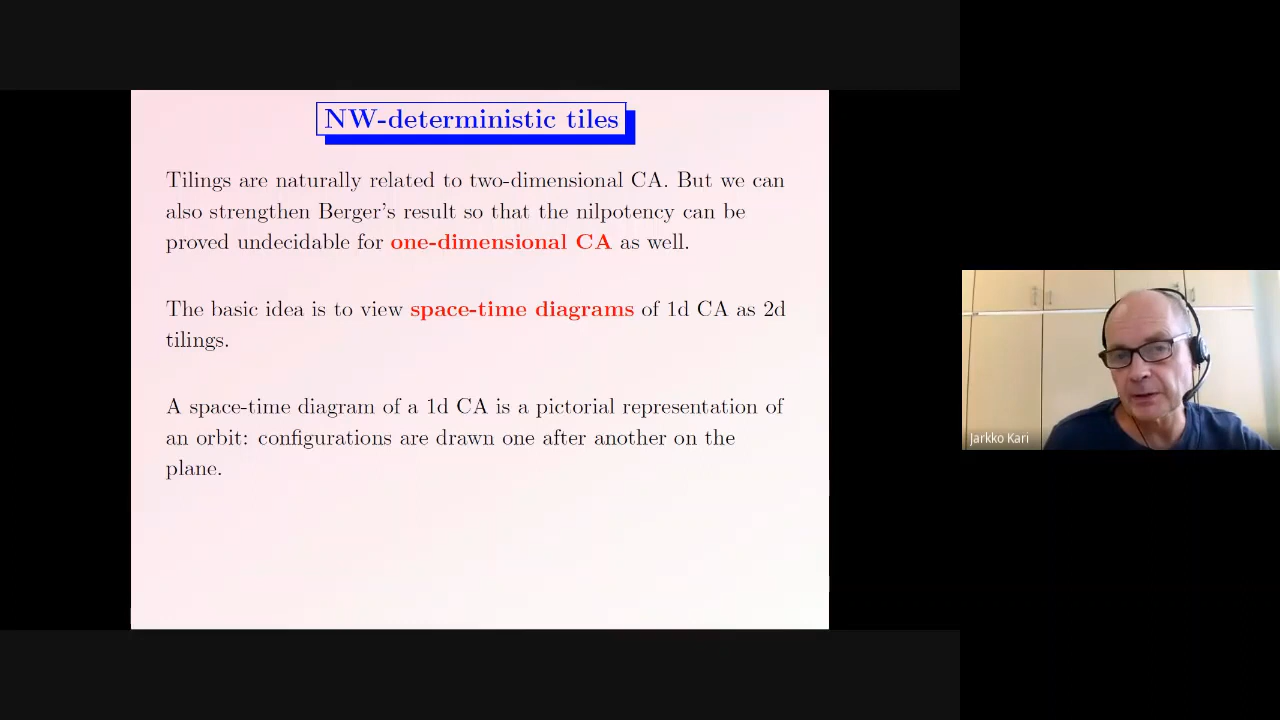 NW-deterministic tiles
Tilings are naturally related to two-dimensional CA. But we can
also strengthen Berger's result so that the nilpotency can be
proved undecidable for one-dimensional CA as well.
The basic idea is to view space-time diagrams of 1d CA as 2d
tilings.
A space-time diagram of a 1d CA is a pictorial representation of
an orbit: configurations are drawn one after another on the
plane.
Jarkko Kari